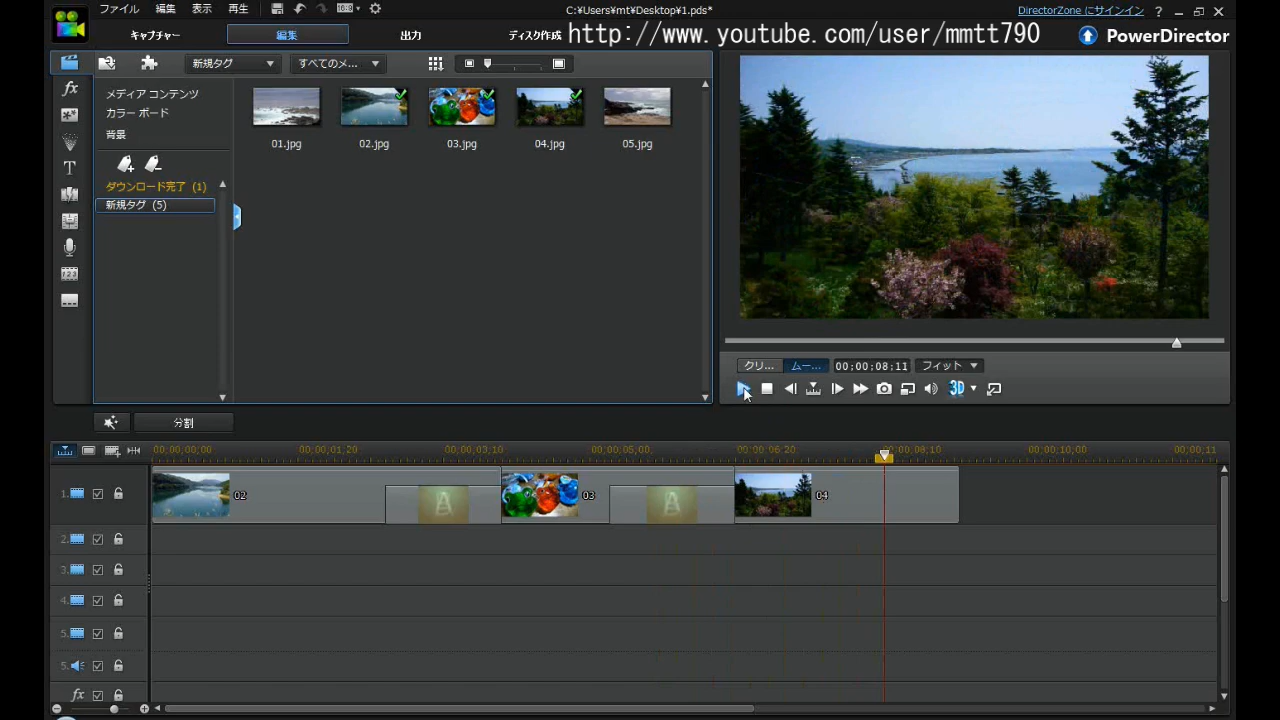 ファイル 編集 表示 再生
C:¥Users¥mt¥Desktop¥1.pds*
DirectorZone にサインイン ?
キャプチャー 編集 出力 ディスク作成
http://www.youtube.com/user/mmtt790
PowerDirector
新規タグ すべてのメ...
fx
T
メディア コンテンツ
カラー ボード
背景
ダウンロード完了 (1)
新規タグ (5)
01.jpg 02.jpg 03.jpg 04.jpg 05.jpg
クリ... ムー... 00;00;08;11 フィット
3D
分割
00;00;00;00 00;00;01;20 00;00;03;10 00;00;05;00 00;00;06;20 00;00;08;10 00;00;10;00 00;00;11
1. 02 A 03 A 04
2.
3.
4.
5.
5.
fx